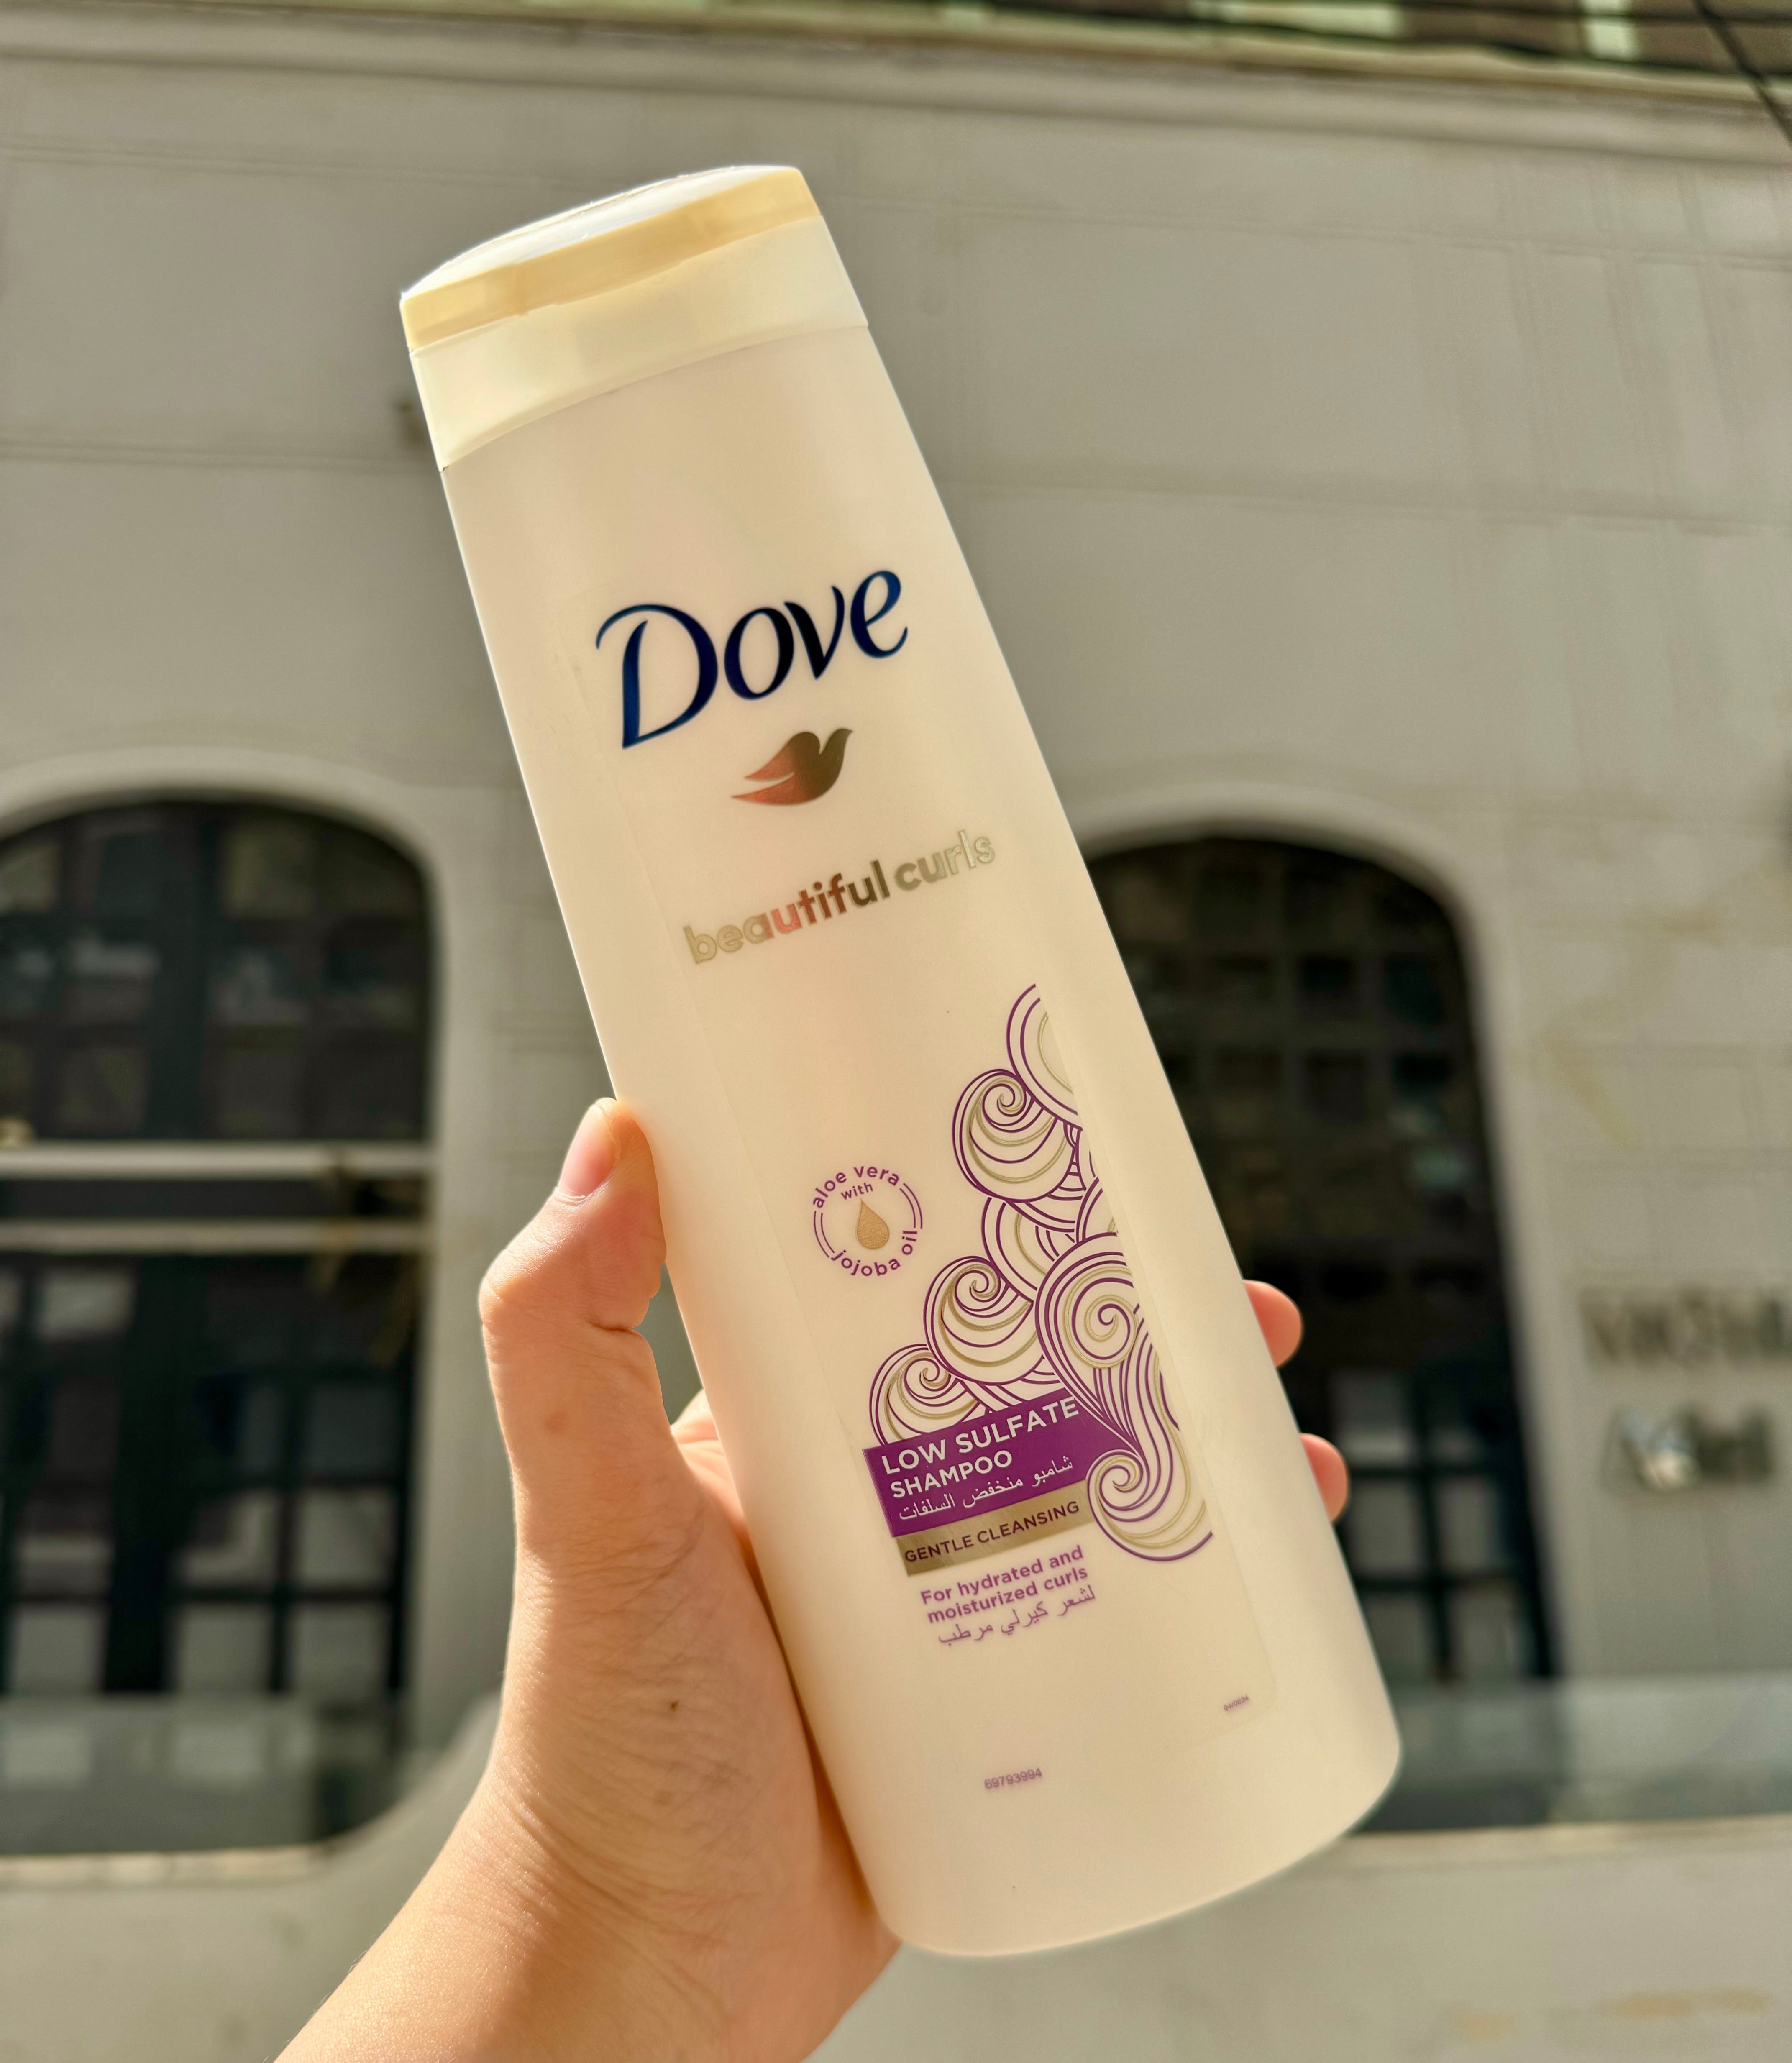 Dove
beautiful curls
aloe vera
with
jojoba oil
LOW SULFATE
SHAMPOO
شامبو منخفض السلفات
GENTLE CLEANSING
For hydrated and
moisturized curls
لشعر كيرلي مرطب
69793994